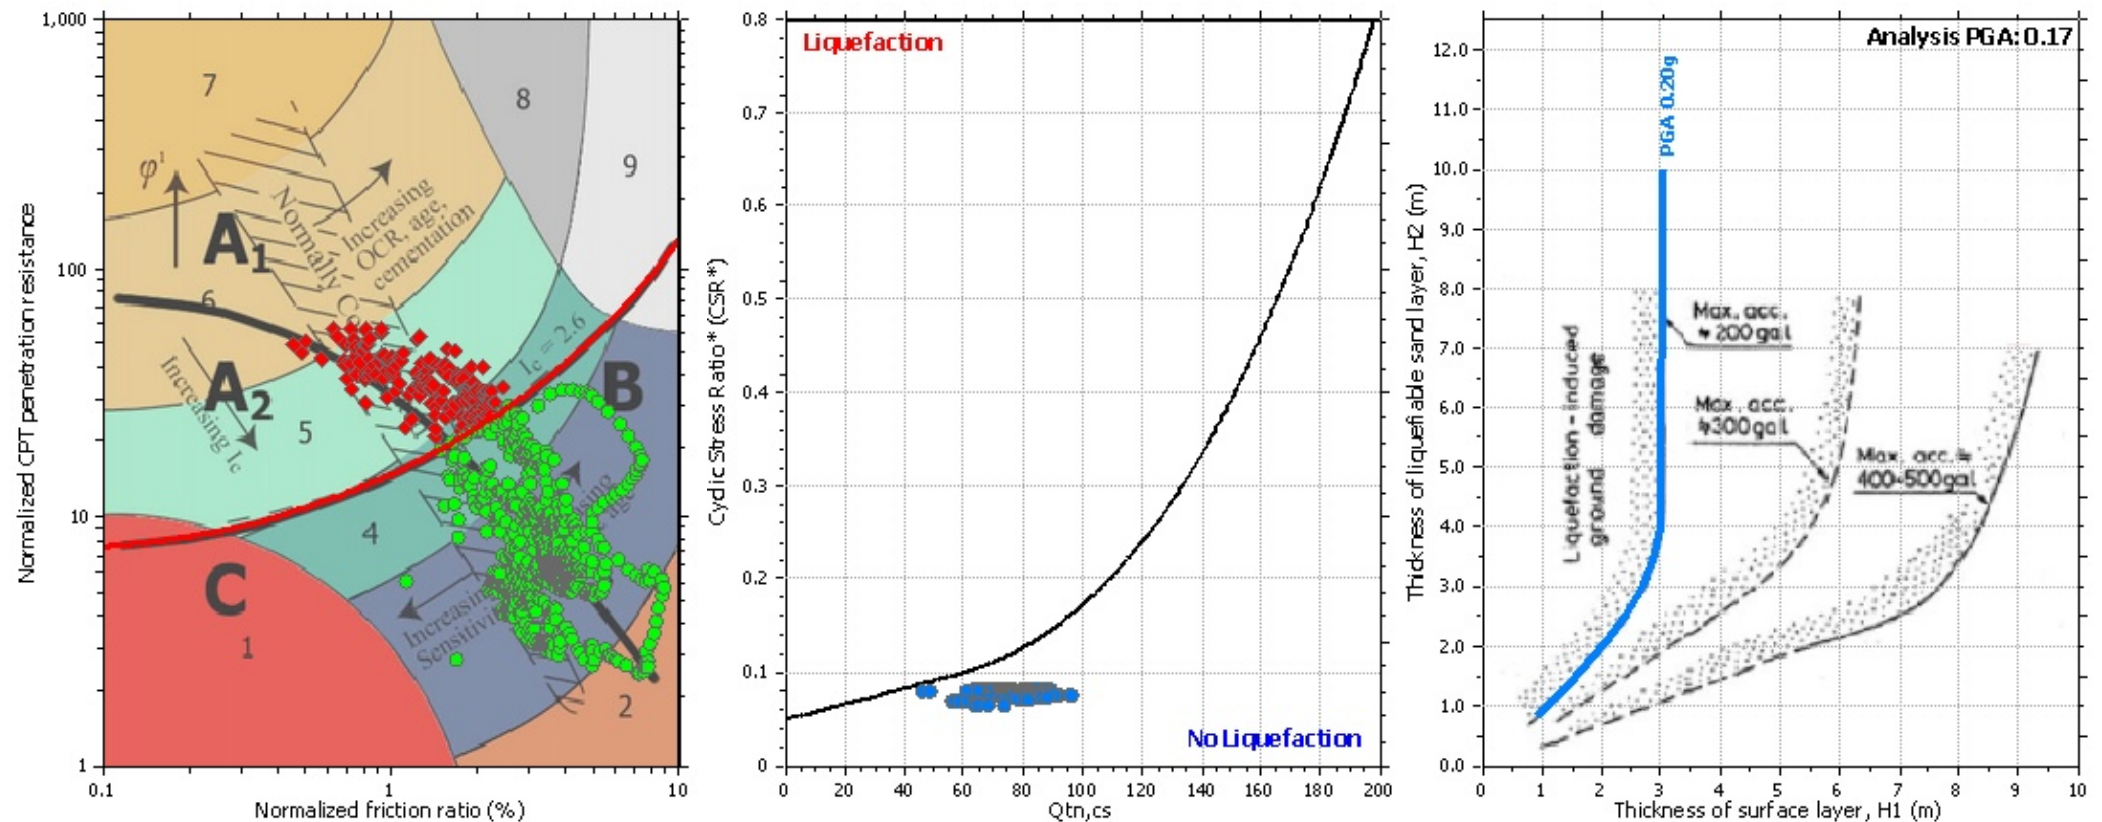 1,000
100
10
1
0.1
1
10
Normalized CPT penetration resistance
Normalized friction ratio (%)
7
8
9
φ'
A1
6
Normally Co
Increasing
OCR, age,
cementation
A2
Increasing Ic
5
Ic = 2.6
B
4
C
1
Increasing
Sensitivi
2
0.8
0.7
0.6
0.5
0.4
0.3
0.2
0.1
0
0
20
40
60
80
100
120
140
160
180
200
Cyclic Stress Ratio* (CSR*)
Qtn,cs
Liquefaction
No Liquefaction
12.0
11.0
10.0
9.0
8.0
7.0
6.0
5.0
4.0
3.0
2.0
1.0
0.0
0
1
2
3
4
5
6
7
8
9
10
Thickness of liquefiable sand layer, H2 (m)
Thickness of surface layer, H1 (m)
Analysis PGA: 0.17
PGA 0.20g
Liquefaction - induced
ground damage
Max. acc.
≒ 200 gal
Max. acc.
≒300gal
Max. acc. ≒
400~500gal